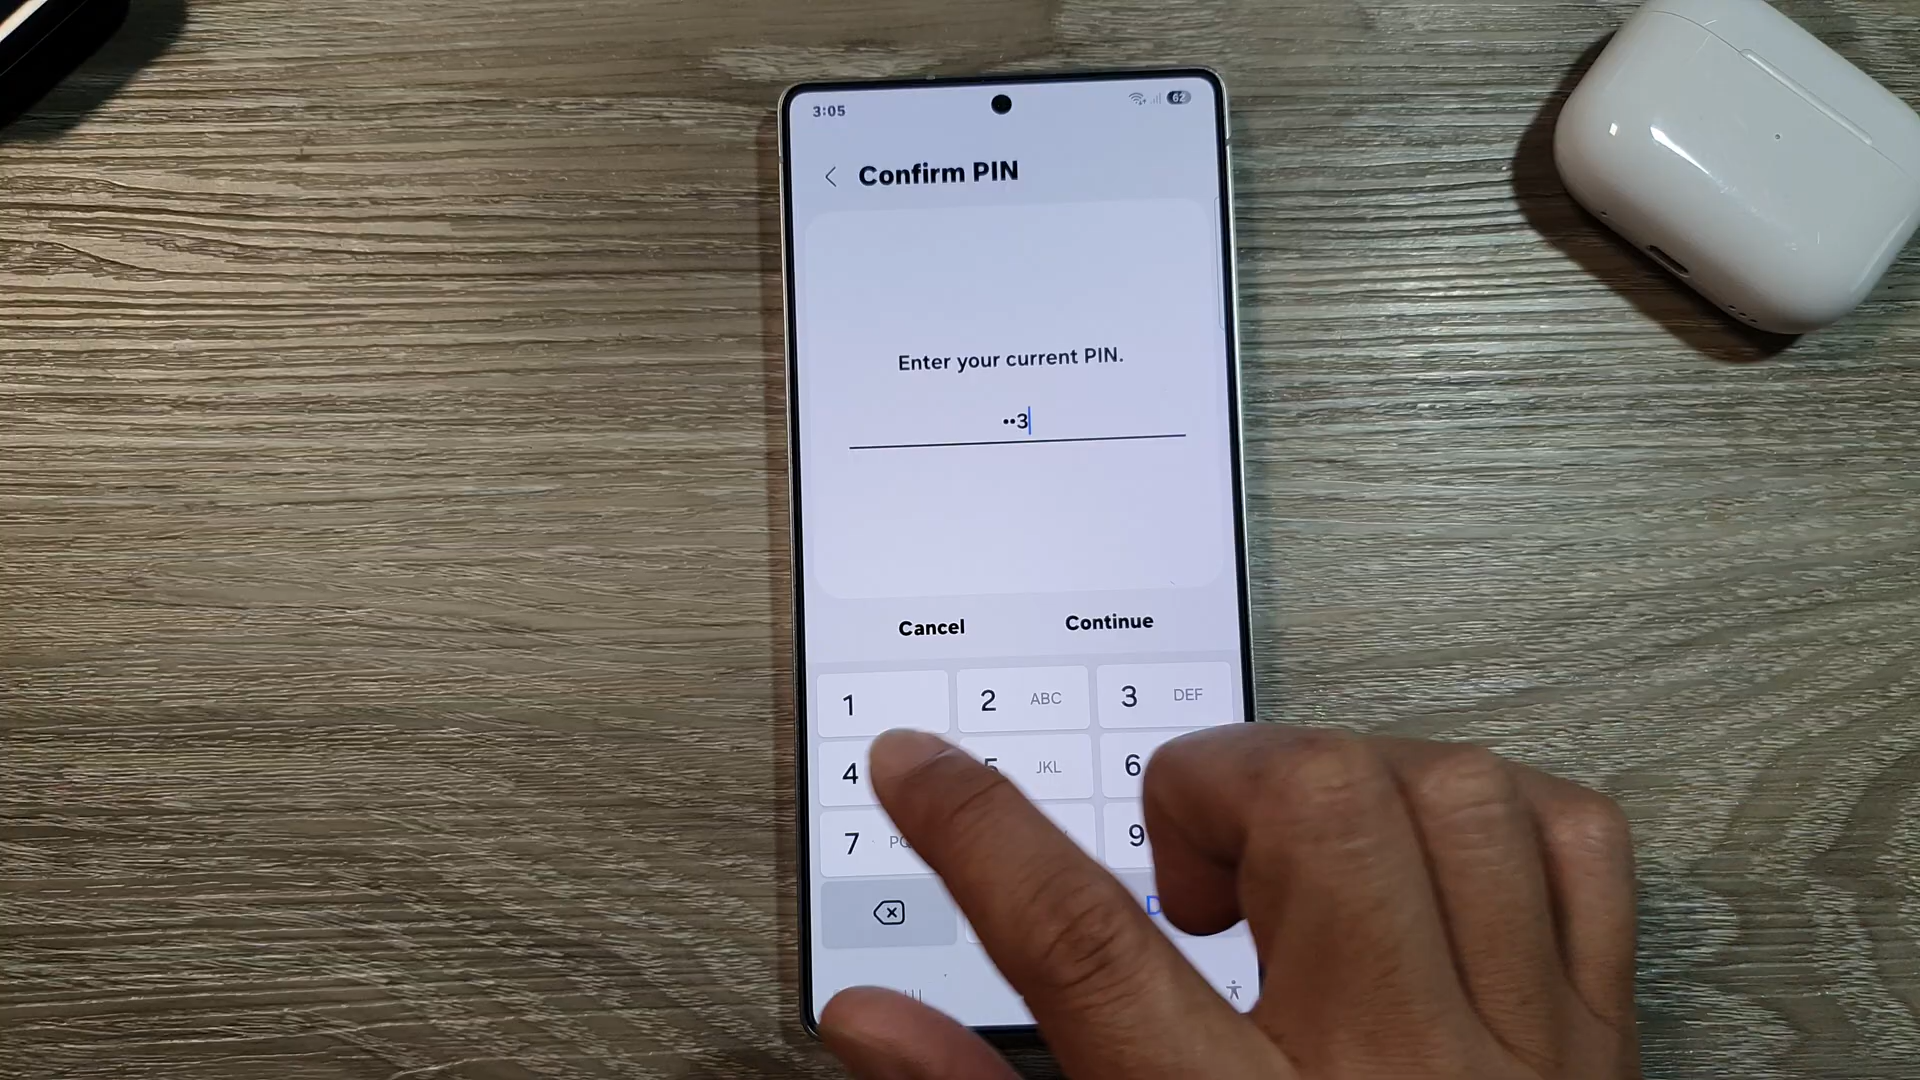 3:05 62
Confirm PIN
Enter your current PIN.
••3
Cancel Continue
1 2 ABC 3 DEF
4 5 JKL 6
7 PQ 9
D